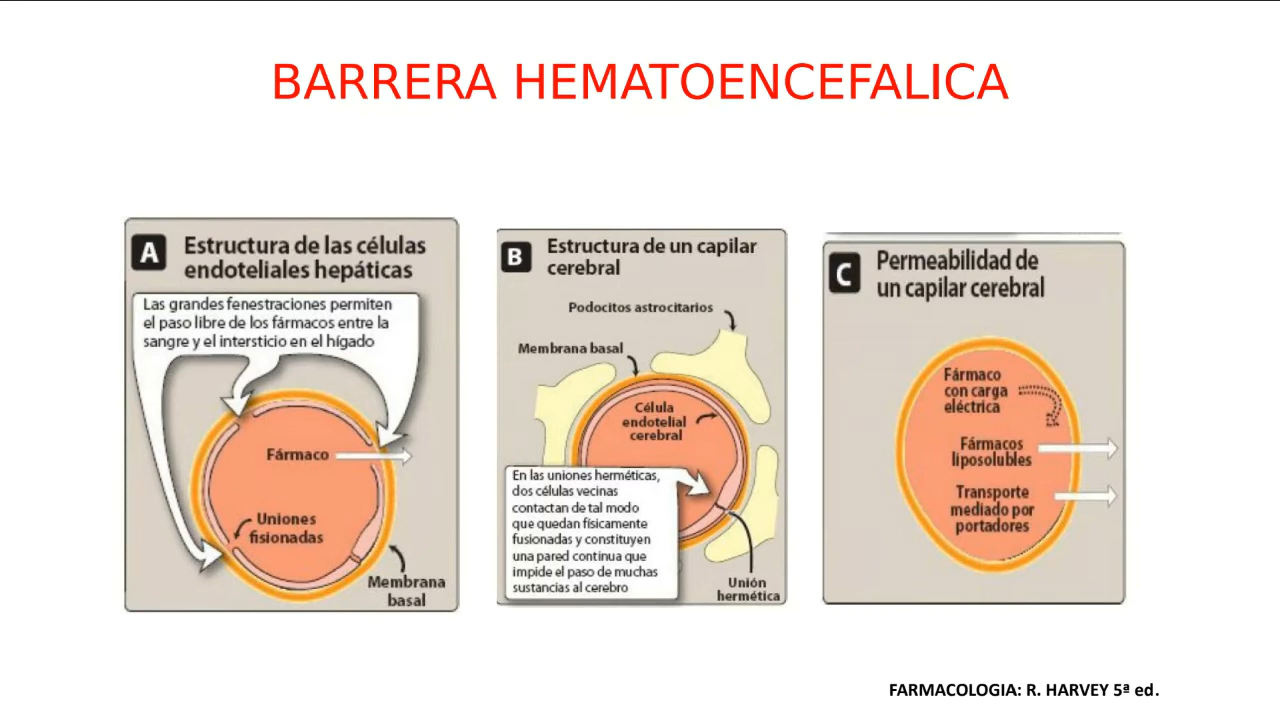 BARRERA HEMATOENCEFALICA
A
Estructura de las células
endoteliales hepáticas
Las grandes fenestraciones permiten
el paso libre de los fármacos entre la
sangre y el intersticio en el hígado
Fármaco
Uniones
fisionadas
Membrana
basal
B
Estructura de un capilar
cerebral
Podocitos astrocitarios
Membrana basal
Célula
endotelial
cerebral
En las uniones herméticas,
dos células vecinas
contactan de tal modo
que quedan físicamente
fusionadas y constituyen
una pared continua que
impide el paso de muchas
sustancias al cerebro
Unión
hermética
C
Permeabilidad de
un capilar cerebral
Fármaco
con carga
eléctrica
Fármacos
liposolubles
Transporte
mediado por
portadores
FARMACOLOGIA: R. HARVEY 5ª ed.